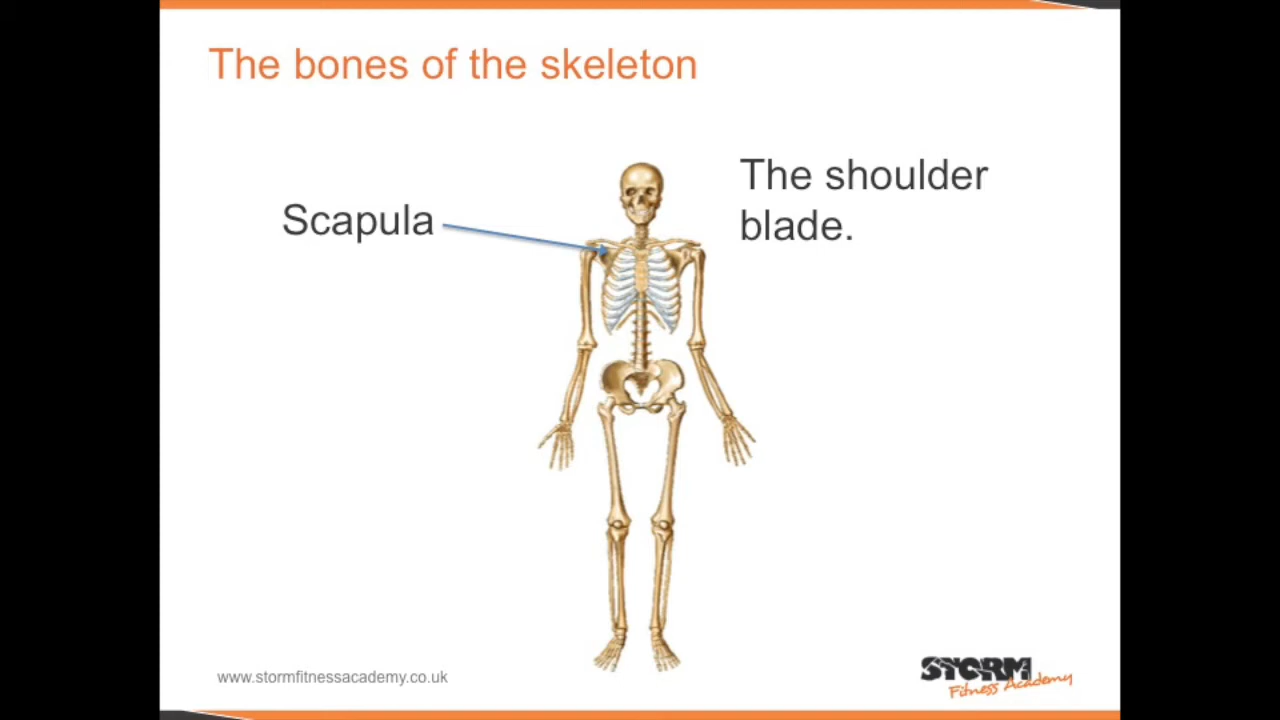 The bones of the skeleton
Scapula
The shoulder
blade.
www.stormfitnessacademy.co.uk
STORM
Fitness Academy